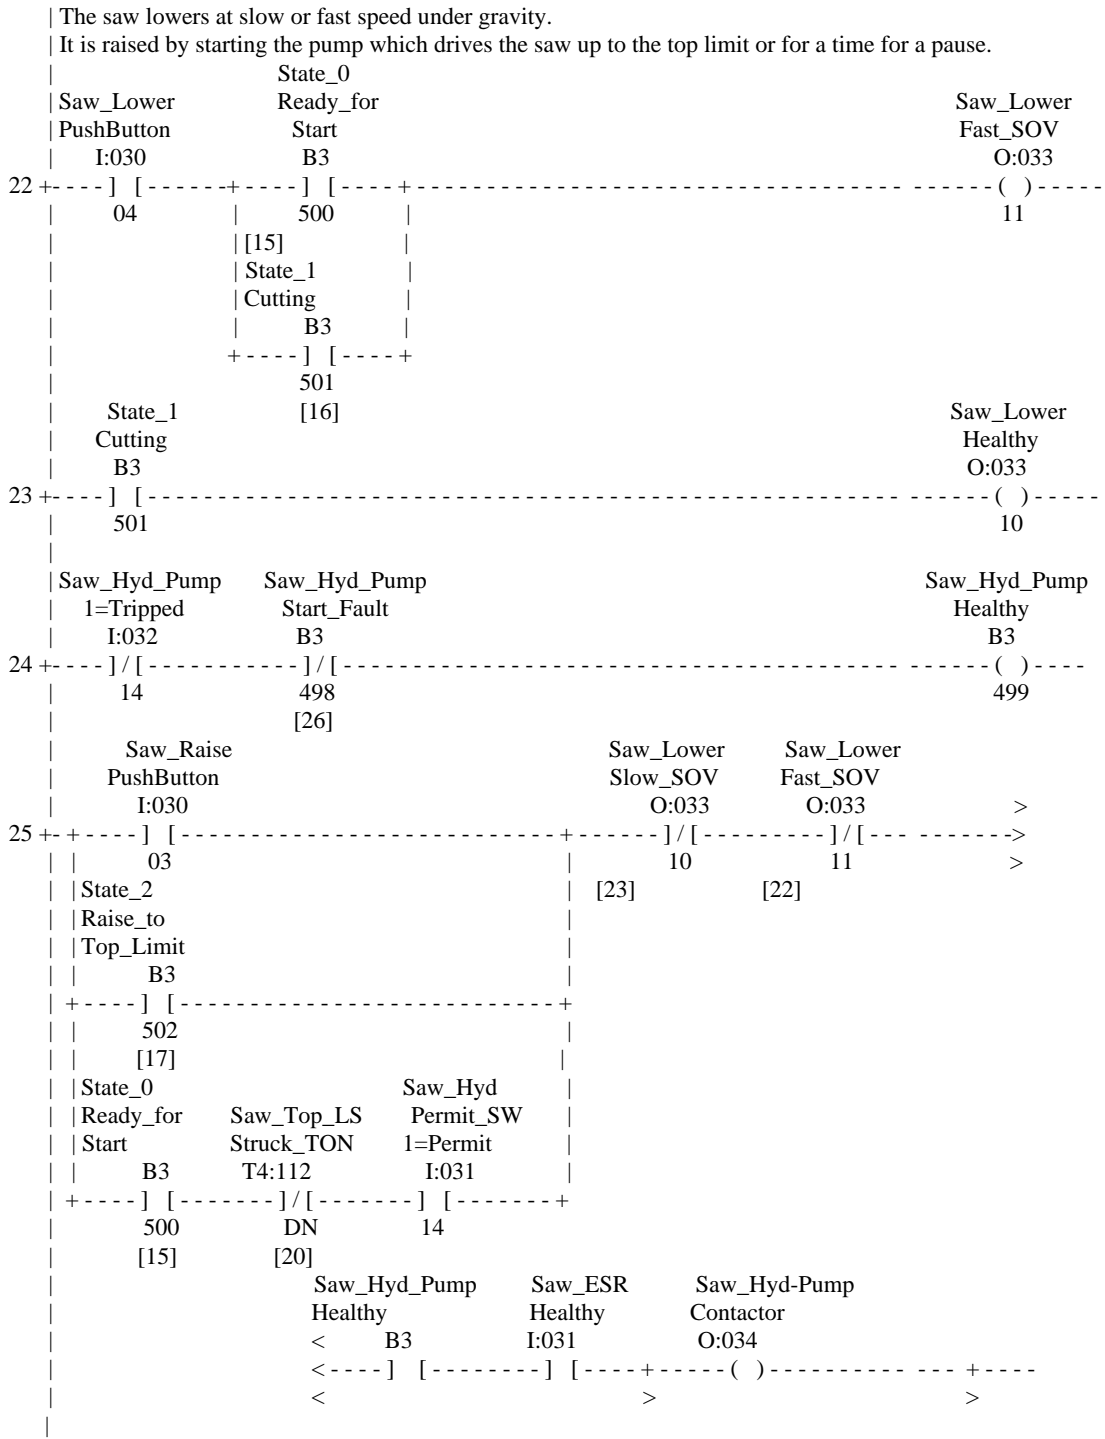 | The saw lowers at slow or fast speed under gravity.
| It is raised by starting the pump which drives the saw up to the top limit or for a time for a pause.
| State_0
| Saw_Lower Ready_for Saw_Lower
| PushButton Start Fast_SOV
| I:030 B3 O:033
22 +- - - - ] [ - - - - - -+ - - - - ] [ - - - - + - - - - - - - - - - - - - - - - - - - - - - - - - - - - - - - - - - - - - - - - - ( ) - - - - -
| 04 | 500 | 11
| | [15] |
| | State_1 |
| | Cutting |
| | B3 |
| + - - - - ] [ - - - - +
| 501
| State_1 [16] Saw_Lower
| Cutting Healthy
| B3 O:033
23 +- - - - ] [ - - - - - - - - - - - - - - - - - - - - - - - - - - - - - - - - - - - - - - - - - - - - - - - - - - - - - - - - - - - - ( ) - - - - -
| 501 10
|
| Saw_Hyd_Pump Saw_Hyd_Pump Saw_Hyd_Pump
| 1=Tripped Start_Fault Healthy
| I:032 B3 B3
24 +- - - - ] / [ - - - - - - - - - - - ] / [ - - - - - - - - - - - - - - - - - - - - - - - - - - - - - - - - - - - - - - - - - - - - - - ( ) - - - -
| 14 498 499
| [26]
| Saw_Raise Saw_Lower Saw_Lower
| PushButton Slow_SOV Fast_SOV
| I:030 O:033 O:033 >
25 +- + - - - - ] [ - - - - - - - - - - - - - - - - - - - - - - - - - - - - + - - - - - - ] / [ - - - - - - - - - ] / [ - - - - - - - - - ->
| | 03 | 10 11 >
| | State_2 | [23] [22]
| | Raise_to |
| | Top_Limit |
| | B3 |
| + - - - - ] [ - - - - - - - - - - - - - - - - - - - - - - - - - - - +
| | 502 |
| | [17] |
| | State_0 Saw_Hyd |
| | Ready_for Saw_Top_LS Permit_SW |
| | Start Struck_TON 1=Permit |
| | B3 T4:112 I:031 |
| + - - - - ] [ - - - - - - - ] / [ - - - - - - - ] [ - - - - - - - +
| 500 DN 14
| [15] [20]
| Saw_Hyd_Pump Saw_ESR Saw_Hyd-Pump
| Healthy Healthy Contactor
| < B3 I:031 O:034
| < - - - - ] [ - - - - - - - - ] [ - - - - + - - - - - ( ) - - - - - - - - - - - - - + - - - -
| < > >
|